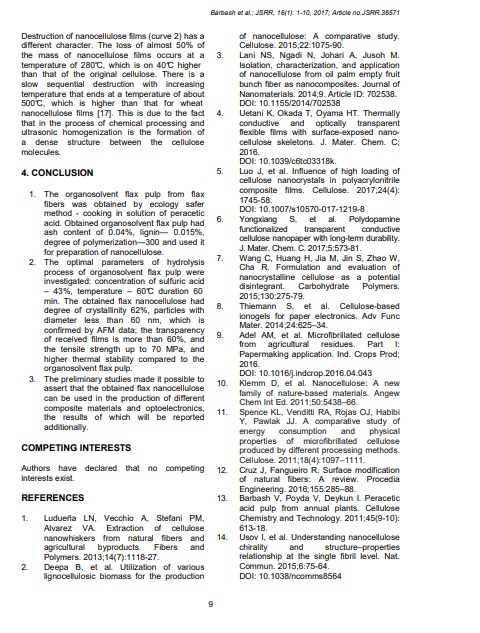 Barbash et al.; JSRR, 16(1): 1-10, 2017; Article no.JSRR.36571
Destruction of nanocellulose films (curve 2) has a
different character. The loss of almost 50% of
the mass of nanocellulose films occurs at a
temperature of 280℃, which is on 40℃ higher
than that of the original cellulose. There is a
slow sequential destruction with increasing
temperature that ends at a temperature of about
500℃, which is higher than that for wheat
nanocellulose films [17]. This is due to the fact
that in the process of chemical processing and
ultrasonic homogenization is the formation of
a dense structure between the cellulose
molecules.
4. CONCLUSION
1. The organosolvent flax pulp from flax
fibers was obtained by ecology safer
method - cooking in solution of peracetic
acid. Obtained organosolvent flax pulp had
ash content of 0.04%, lignin— 0.015%,
degree of polymerization—300 and used it
for preparation of nanocellulose.
2. The optimal parameters of hydrolysis
process of organosolvent flax pulp were
investigated: concentration of sulfuric acid
– 43%, temperature – 60℃ duration 60
min. The obtained flax nanocellulose had
degree of crystallinity 62%, particles with
diameter less than 60 nm, which is
confirmed by AFM data; the transparency
of received films is more than 60%, and
the tensile strength up to 70 MPa, and
higher thermal stability compared to the
organosolvent flax pulp.
3. The preliminary studies made it possible to
assert that the obtained flax nanocellulose
can be used in the production of different
composite materials and optoelectronics,
the results of which will be reported
additionally.
COMPETING INTERESTS
Authors have declared that no competing
interests exist.
REFERENCES
1. Ludueña LN, Vecchio A, Stefani PM,
Alvarez VA. Extraction of cellulose
nanowhiskers from natural fibers and
agricultural byproducts. Fibers and
Polymers. 2013;14(7):1118-27.
2. Deepa B, et al. Utilization of various
lignocellulosic biomass for the production
of nanocellulose: A comparative study.
Cellulose. 2015;22:1075-90.
3. Lani NS, Ngadi N, Johari A, Jusoh M.
Isolation, characterization, and application
of nanocellulose from oil palm empty fruit
bunch fiber as nanocomposites. Journal of
Nanomaterials. 2014;9. Article ID: 702538.
DOI: 10.1155/2014/702538
4. Uetani K, Okada T, Oyama HT. Thermally
conductive and optically transparent
flexible films with surface-exposed nano-
cellulose skeletons. J. Mater. Chem. C;
2016.
DOI: 10.1039/c6tc03318k.
5. Luo J, et al. Influence of high loading of
cellulose nanocrystals in polyacrylonitrile
composite films. Cellulose. 2017;24(4):
1745-58.
DOI: 10.1007/s10570-017-1219-8
6. Yongxiang S, et al. Polydopamine
functionalized transparent conductive
cellulose nanopaper with long-term durability.
J. Mater. Chem. C. 2017;5:573-81.
7. Wang C, Huang H, Jia M, Jin S, Zhao W,
Cha R. Formulation and evaluation of
nanocrystalline cellulose as a potential
disintegrant. Carbohydrate Polymers.
2015;130:275-79.
8. Thiemann S, et al. Cellulose-based
ionogels for paper electronics. Adv Func
Mater. 2014;24:625–34.
9. Adel AM, et al. Microfibrillated cellulose
from agricultural residues. Part I:
Papermaking application. Ind. Crops Prod;
2016.
DOI: 10.1016/j.indcrop.2016.04.043
10. Klemm D, et al. Nanocellulose: A new
family of nature-based materials. Angew
Chem Int Ed. 2011;50:5438–66.
11. Spence KL, Venditti RA, Rojas OJ, Habibi
Y, Pawlak JJ. A comparative study of
energy consumption and physical
properties of microfibrillated cellulose
produced by different processing methods.
Cellulose. 2011;18(4):1097–1111.
12. Cruz J, Fangueiro R. Surface modification
of natural fibers: A review. Procedia
Engineering. 2016;155:285–88.
13. Barbash V, Poyda V, Deykun I. Peracetic
acid pulp from annual plants. Cellulose
Chemistry and Technology. 2011;45(9-10):
613-18.
14. Usov I, et al. Understanding nanocellulose
chirality and structure–properties
relationship at the single fibril level. Nat.
Commun. 2015;6:75-64.
DOI: 10.1038/ncomms8564
9